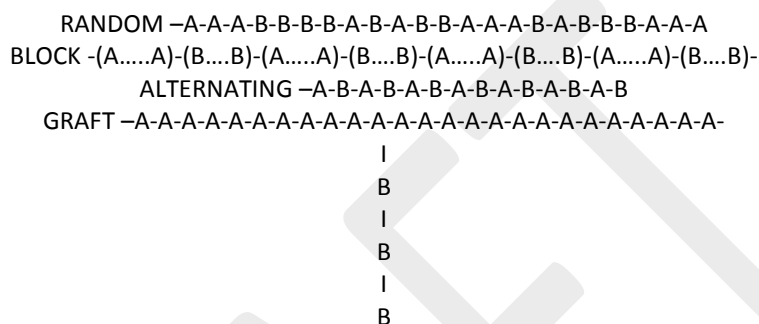 RANDOM –A-A-A-B-B-B-B-A-B-A-B-B-A-A-A-B-A-B-B-B-A-A-A
BLOCK -(A…..A)-(B….B)-(A…..A)-(B….B)-(A…..A)-(B….B)-(A…..A)-(B….B)-
ALTERNATING –A-B-A-B-A-B-A-B-A-B-A-B-A-B
GRAFT –A-A-A-A-A-A-A-A-A-A-A-A-A-A-A-A-A-A-A-A-A-A-A-A-A-
I
B
I
B
I
B